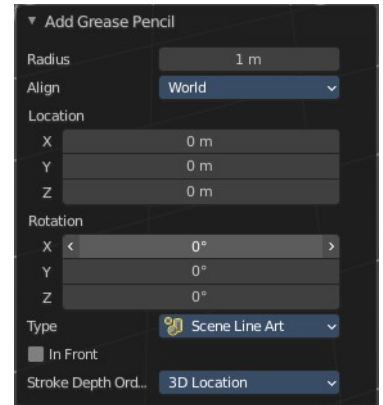 Add Grease Pencil
Radius 1 m
Align World
Location
X 0 m
Y 0 m
Z 0 m
Rotation
X 0°
Y 0°
Z 0°
Type Scene Line Art
In Front
Stroke Depth Ord... 3D Location